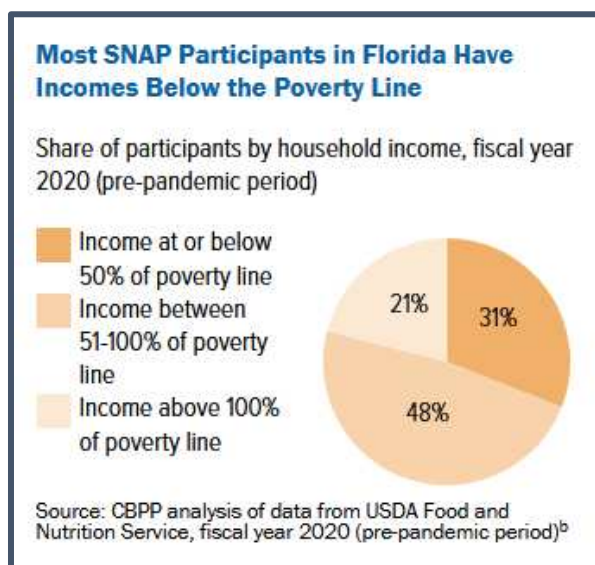 Most SNAP Participants in Florida Have
Incomes Below the Poverty Line
Share of participants by household income, fiscal year
2020 (pre-pandemic period)
Income at or below
50% of poverty line
Income between
51-100% of poverty
line
Income above 100%
of poverty line
21%
31%
48%
Source: CBPP analysis of data from USDA Food and
Nutrition Service, fiscal year 2020 (pre-pandemic period)ᵇ